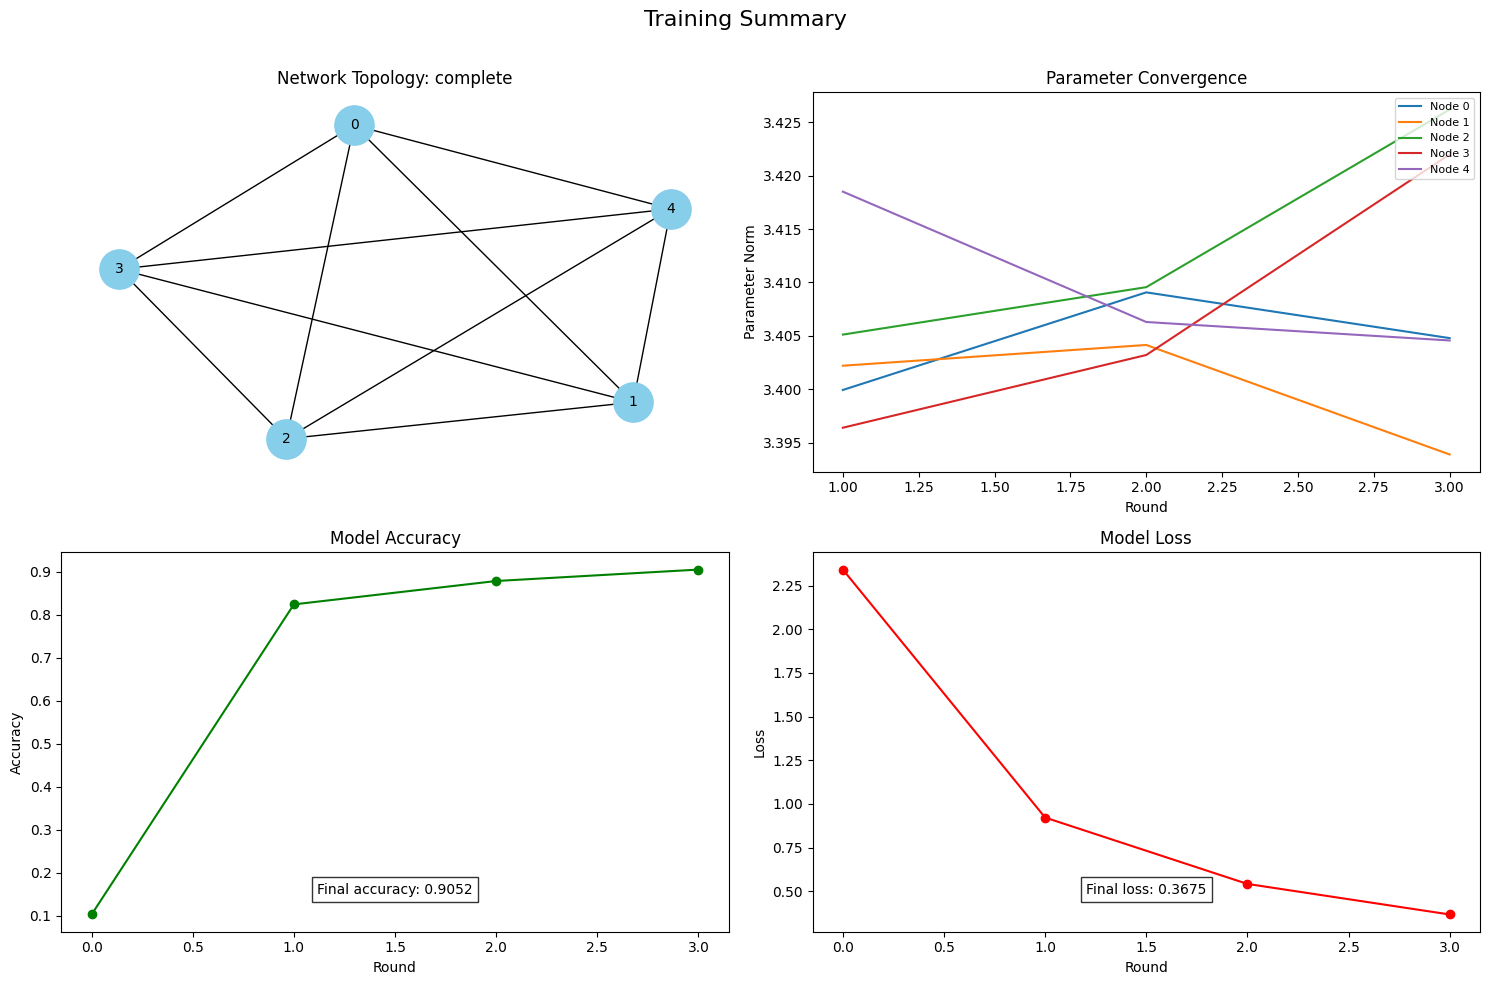 Training Summary
Network Topology: complete
0
4
3
1
2
Parameter Convergence
Node 0
Node 1
Node 2
Node 3
Node 4
3.425
3.420
3.415
3.410
3.405
3.400
3.395
Parameter Norm
1.00 1.25 1.50 1.75 2.00 2.25 2.50 2.75 3.00
Round
Model Accuracy
0.9
0.8
0.7
0.6
0.5
0.4
0.3
0.2
0.1
Accuracy
Final accuracy: 0.9052
0.0 0.5 1.0 1.5 2.0 2.5 3.0
Round
Model Loss
2.25
2.00
1.75
1.50
1.25
1.00
0.75
0.50
Loss
Final loss: 0.3675
0.0 0.5 1.0 1.5 2.0 2.5 3.0
Round